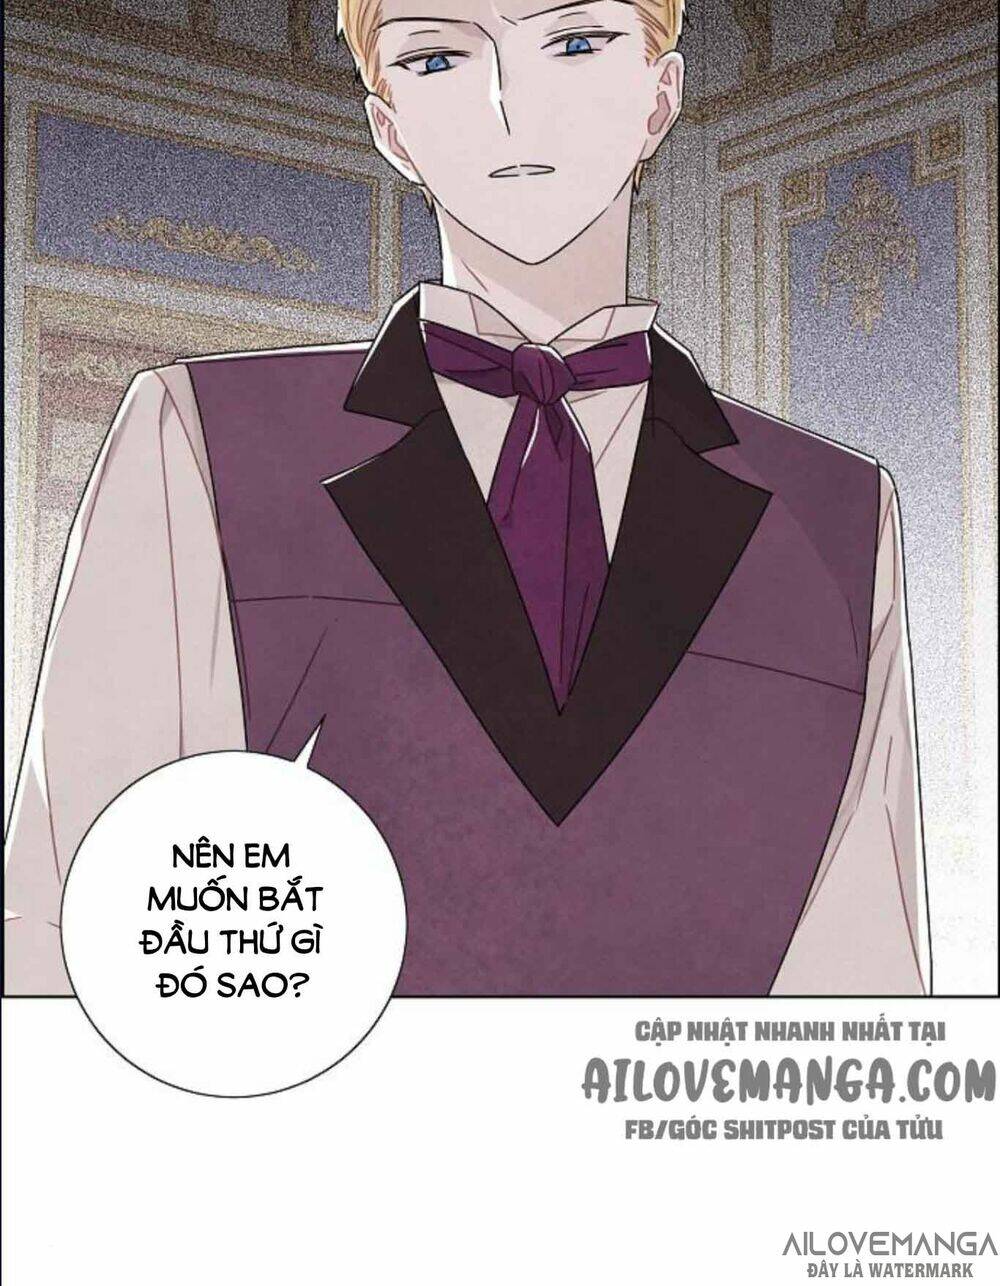 NÊN EM
MUỐN BẮT
ĐẦU THỨ GÌ
ĐÓ SAO?
CẬP NHẬT NHANH NHẤT TẠI
AILOVEMANGA.COM
FB/GÓC SHITPOST CỦA TỬU
AILOVEMANGA
ĐÂY LÀ WATERMARK